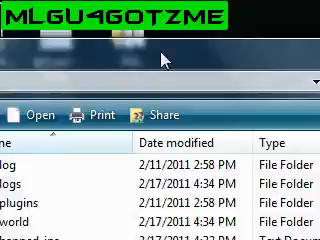 MLGU4GOTZME
Open Print Share
ne Date modified Type
log 2/11/2011 2:58 PM File Folder
logs 2/17/2011 4:34 PM File Folder
plugins 2/11/2011 2:58 PM File Folder
world 2/17/2011 4:34 PM File Folder